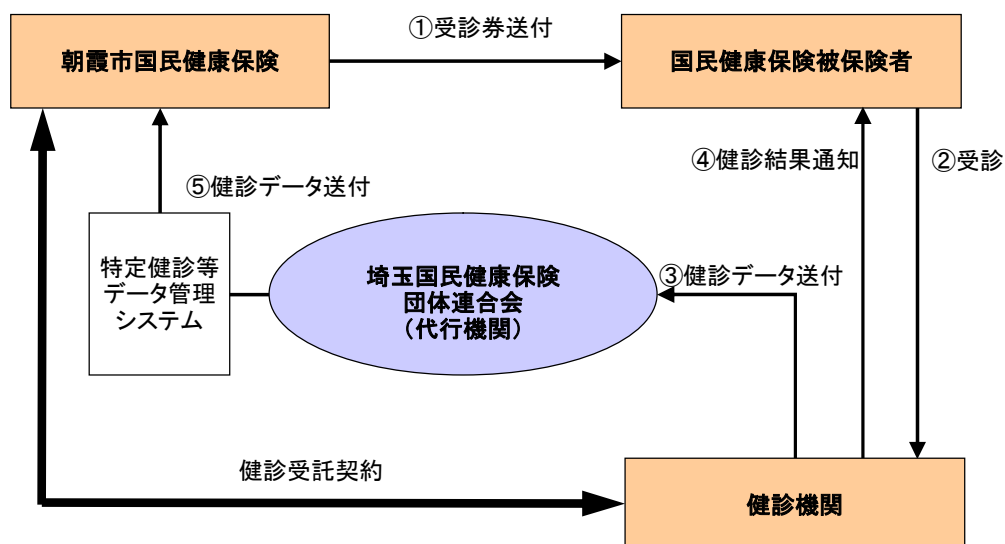 ①受診券送付
朝霞市国民健康保険
国民健康保険被保険者
④健診結果通知
②受診
⑤健診データ送付
特定健診等
データ管理
システム
埼玉国民健康保険
団体連合会
（代行機関）
③健診データ送付
健診受託契約
健診機関